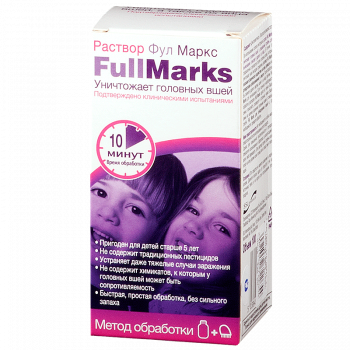 Раствор Фул Маркс
FullMarks
Уничтожает головных вшей
Подтверждено клиническими испытаниями
10
минут
Время обработки
• Пригоден для детей старше 5 лет
• Не содержит традиционных пестицидов
• Устраняет даже тяжелые случаи заражения
• Не содержит химикатов, к которым у
головных вшей может быть
сопротивляемость
• Быстрая, простая обработка, без сильного
запаха
Метод обработки
+